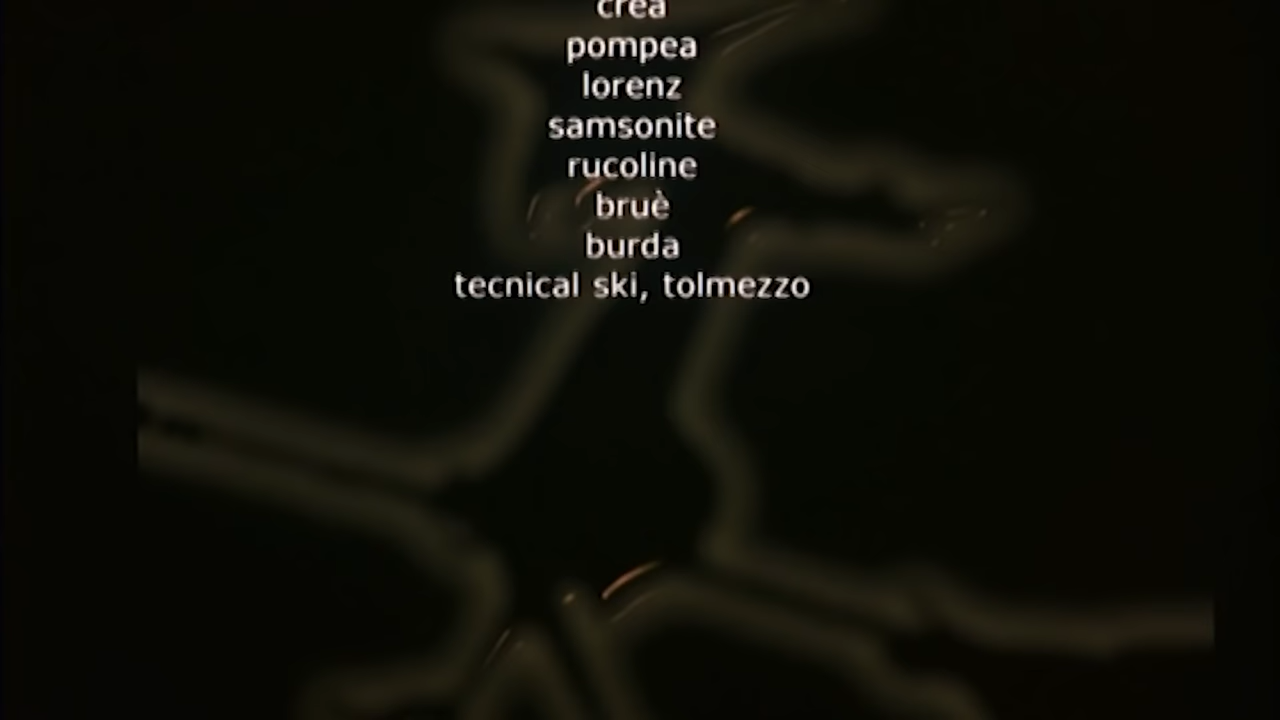 crea
pompea
lorenz
samsonite
rucoline
bruè
burda
tecnical ski, tolmezzo